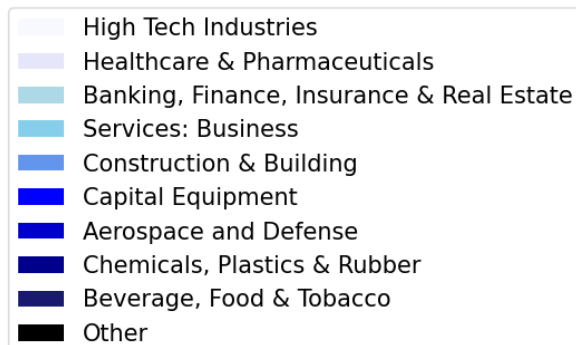 High Tech Industries
Healthcare & Pharmaceuticals
Banking, Finance, Insurance & Real Estate
Services: Business
Construction & Building
Capital Equipment
Aerospace and Defense
Chemicals, Plastics & Rubber
Beverage, Food & Tobacco
Other